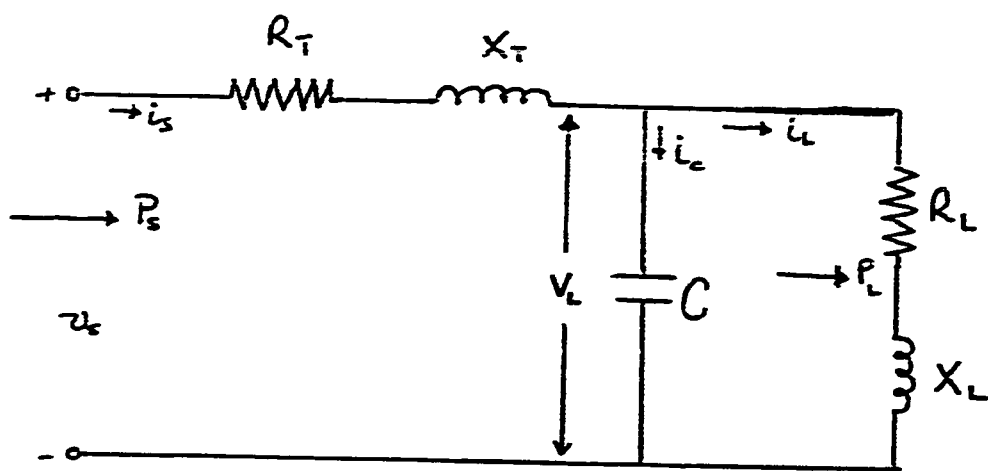 R_T
X_T
+
→ i_s
→ i_L
↓ i_c
R_L
→ P_s
→ P_L
V_L
C
v_s
X_L
-